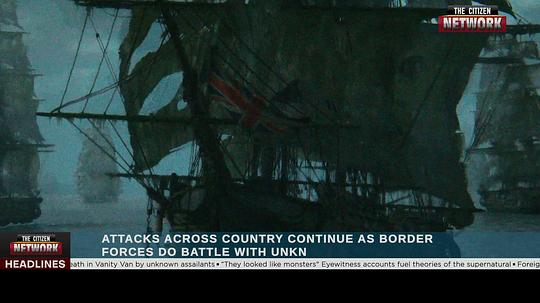 THE CITIZEN
NETWORK
THE CITIZEN
NETWORK
HEADLINES
ATTACKS ACROSS COUNTRY CONTINUE AS BORDER
FORCES DO BATTLE WITH UNKN
eath in Vanity Van by unknown assailants • "They looked like monsters" Eyewitness accounts fuel theories of the supernatural • Foreig